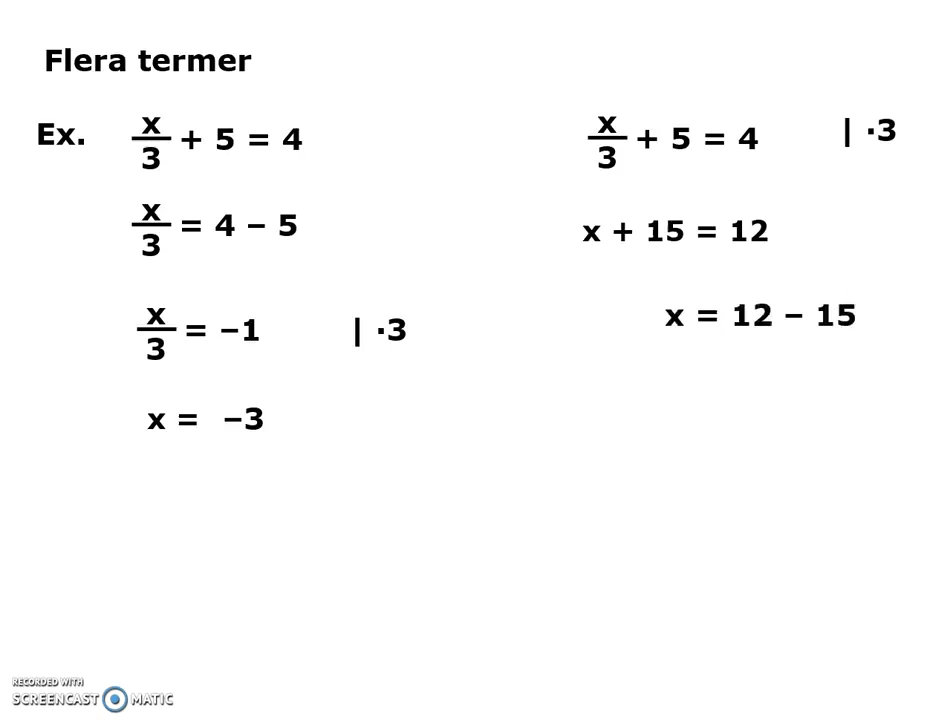 Flera termer
Ex.
x/3 + 5 = 4
x/3 = 4 – 5
x/3 = –1 | ·3
x = –3
x/3 + 5 = 4 | ·3
x + 15 = 12
x = 12 – 15
RECORDED WITH
SCREENCAST MATIC